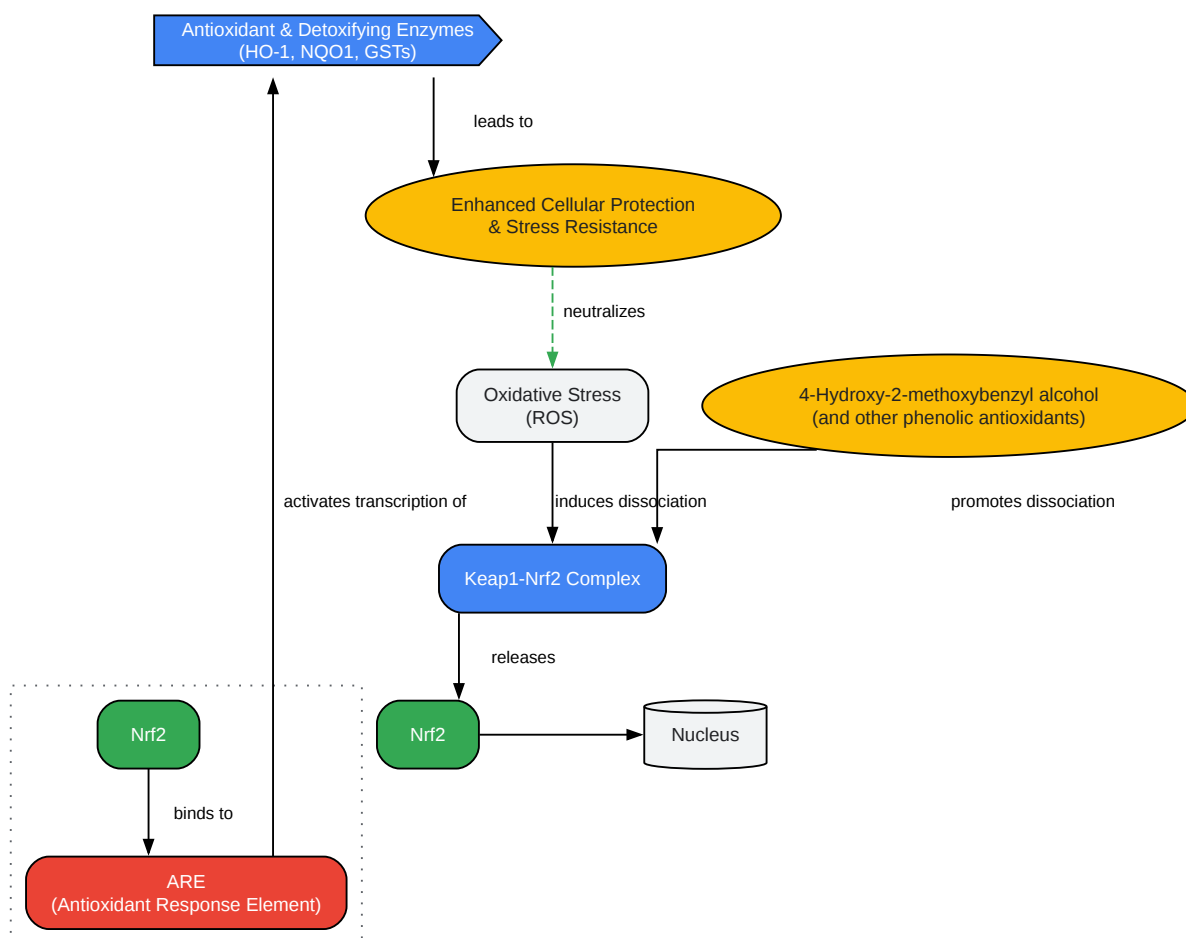 Antioxidant & Detoxifying Enzymes
(HO-1, NQO1, GSTs)
leads to
Enhanced Cellular Protection
& Stress Resistance
neutralizes
Oxidative Stress
(ROS)
4-Hydroxy-2-methoxybenzyl alcohol
(and other phenolic antioxidants)
activates transcription of
induces dissociation
promotes dissociation
Keap1-Nrf2 Complex
releases
Nrf2
Nrf2
Nucleus
binds to
ARE
(Antioxidant Response Element)